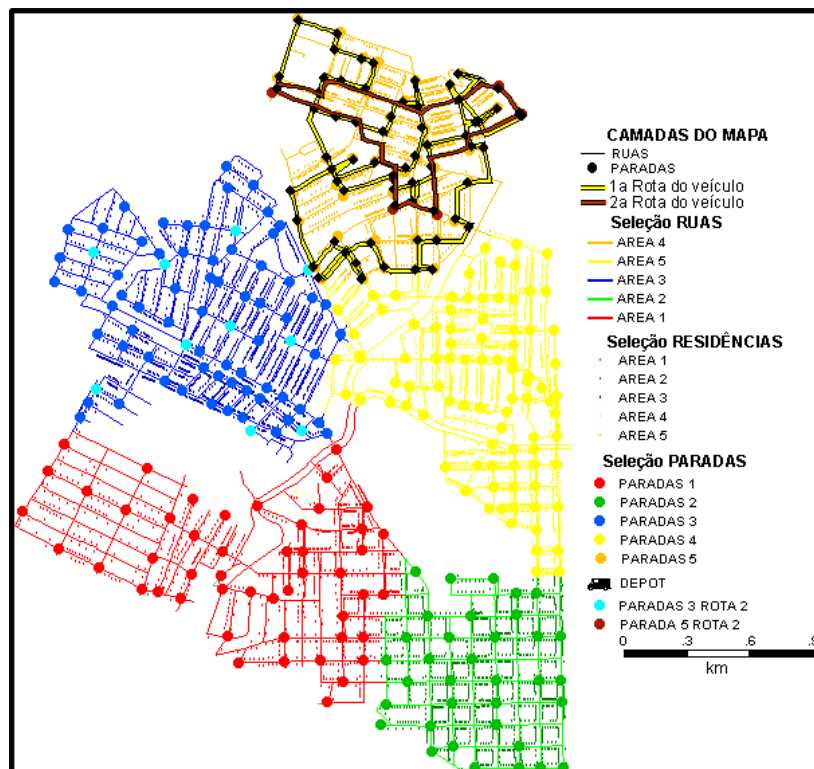 CAMADAS DO MAPA
RUAS
PARADAS
1a Rota do veículo
2a Rota do veículo
Seleção RUAS
AREA 4
AREA 5
AREA 3
AREA 2
AREA 1
Seleção RESIDÊNCIAS
AREA 1
AREA 2
AREA 3
AREA 4
AREA 5
Seleção PARADAS
PARADAS 1
PARADAS 2
PARADAS 3
PARADAS 4
PARADAS 5
DEPOT
PARADAS 3 ROTA 2
PARADA 5 ROTA 2
0 .3 .6 .9
km